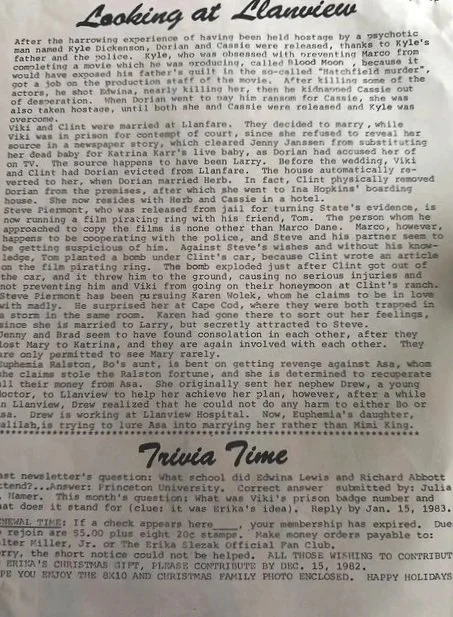 Looking at Llanview
After the harrowing experience of having been held hostage by a psychotic
man named Kyle Dickenson, Dorian and Cassie were released, thanks to Kyle's
father and the police. Kyle, who was obsessed with preventing Marco from
completing a movie which he was producing, called Blood Moon , because it
would have exposed his father's guilt in the so-called "Hatchfield murder",
got a job on the production staff of the movie. After killing some of the
actors, he shot Edwina, nearly killing her, then he kidnapped Cassie out
of desperation. When Dorian went to pay him ransom for Cassie, she was
also taken hostage, until both she and Cassie were released and Kyle was
overcome.
Viki and Clint were married at Llanfare. They decided to marry, while
Viki was in prison for contempt of court, since she refused to reveal her
source in a newspaper story, which cleared Jenny Janssen from substituting
her dead baby for Katrina Karr's live baby, as Dorian had accused her of
on TV. The source happens to have been Larry. Before the wedding, Viki
and Clint had Dorian evicted from Llanfare. The house automatically re-
verted to her, when Dorian married Herb. In fact, Clint physically removed
Dorian from the premises, after which she went to Ina Hopkins' boarding
house. She now resides with Herb and Cassie in a hotel.
Steve Piermont, who was released from jail for turning State's evidence, is
now running a film pirating ring with his friend, Tom. The person whom he
approached to copy the films is none other than Marco Dane. Marco, however,
happens to be cooperating with the police, and Steve and his partner seem to
be getting suspicious of him. Against Steve's wishes and without his know-
ledge, Tom planted a bomb under Clint's car, because Clint wrote an article
on the film pirating ring. The bomb exploded just after Clint got out of
the car, and it threw him to the ground, causing no serious injuries and
not preventing him and Viki from going on their honeymoon at Clint's ranch.
Steve Piermont has been pursuing Karen Wolek, whom he claims to be in love
with madly. He surprised her at Cape Cod, where they were both trapped in
a storm in the same room. Karen had gone there to sort out her feelings,
since she is married to Larry, but secretly attracted to Steve.
Jenny and Brad seem to have found consolation in each other, after they
lost Mary to Katrina, and they are again involved with each other. They
are only permitted to see Mary rarely.
Euphemia Ralston, Bo's aunt, is bent on getting revenge against Asa, whom
she claims stole the Ralston fortune, and she is determined to recuperate
all their money from Asa. She originally sent her nephew Drew, a young
doctor, to Llanview to help her achieve her plan, however, after a while
in Llanview, Drew realized that he could not do any harm to either Bo or
Asa. Drew is working at Llanview Hospital. Now, Euphemia's daughter,
Delilah, is trying to lure Asa into marrying her rather than Mimi King.
Trivia Time
Last newsletter's question: What school did Edwina Lewis and Richard Abbott
attend?...Answer: Princeton University. Correct answer submitted by: Julia
. Hamer. This month's question: What was Viki's prison badge number and
what does it stand for (clue: it was Erika's idea). Reply by Jan. 15, 1983.
RENEWAL TIME: If a check appears here____, your membership has expired. Dues
to rejoin are $5.00 plus eight 20¢ stamps. Make money orders payable to:
Walter Miller, Jr. or The Erika Slezak Official Fan Club.
Sorry, the short notice could not be helped. ALL THOSE WISHING TO CONTRIBUTE
ERIKA'S CHRISTMAS GIFT, PLEASE CONTRIBUTE BY DEC. 15, 1982.
HOPE YOU ENJOY THE 8X10 AND CHRISTMAS FAMILY PHOTO ENCLOSED. HAPPY HOLIDAYS